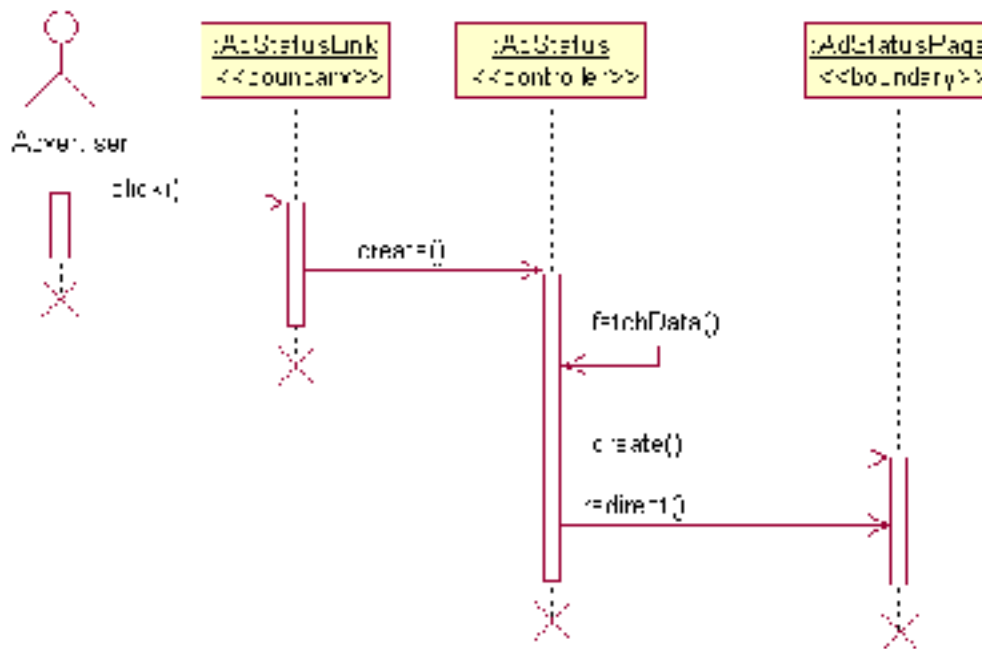 :AdStatusLink
<<boundary>>
:AdStatus
<<controller>>
:AdStatusPage
<<boundary>>
Advertiser
click()
create()
fetchData()
create()
redirect()